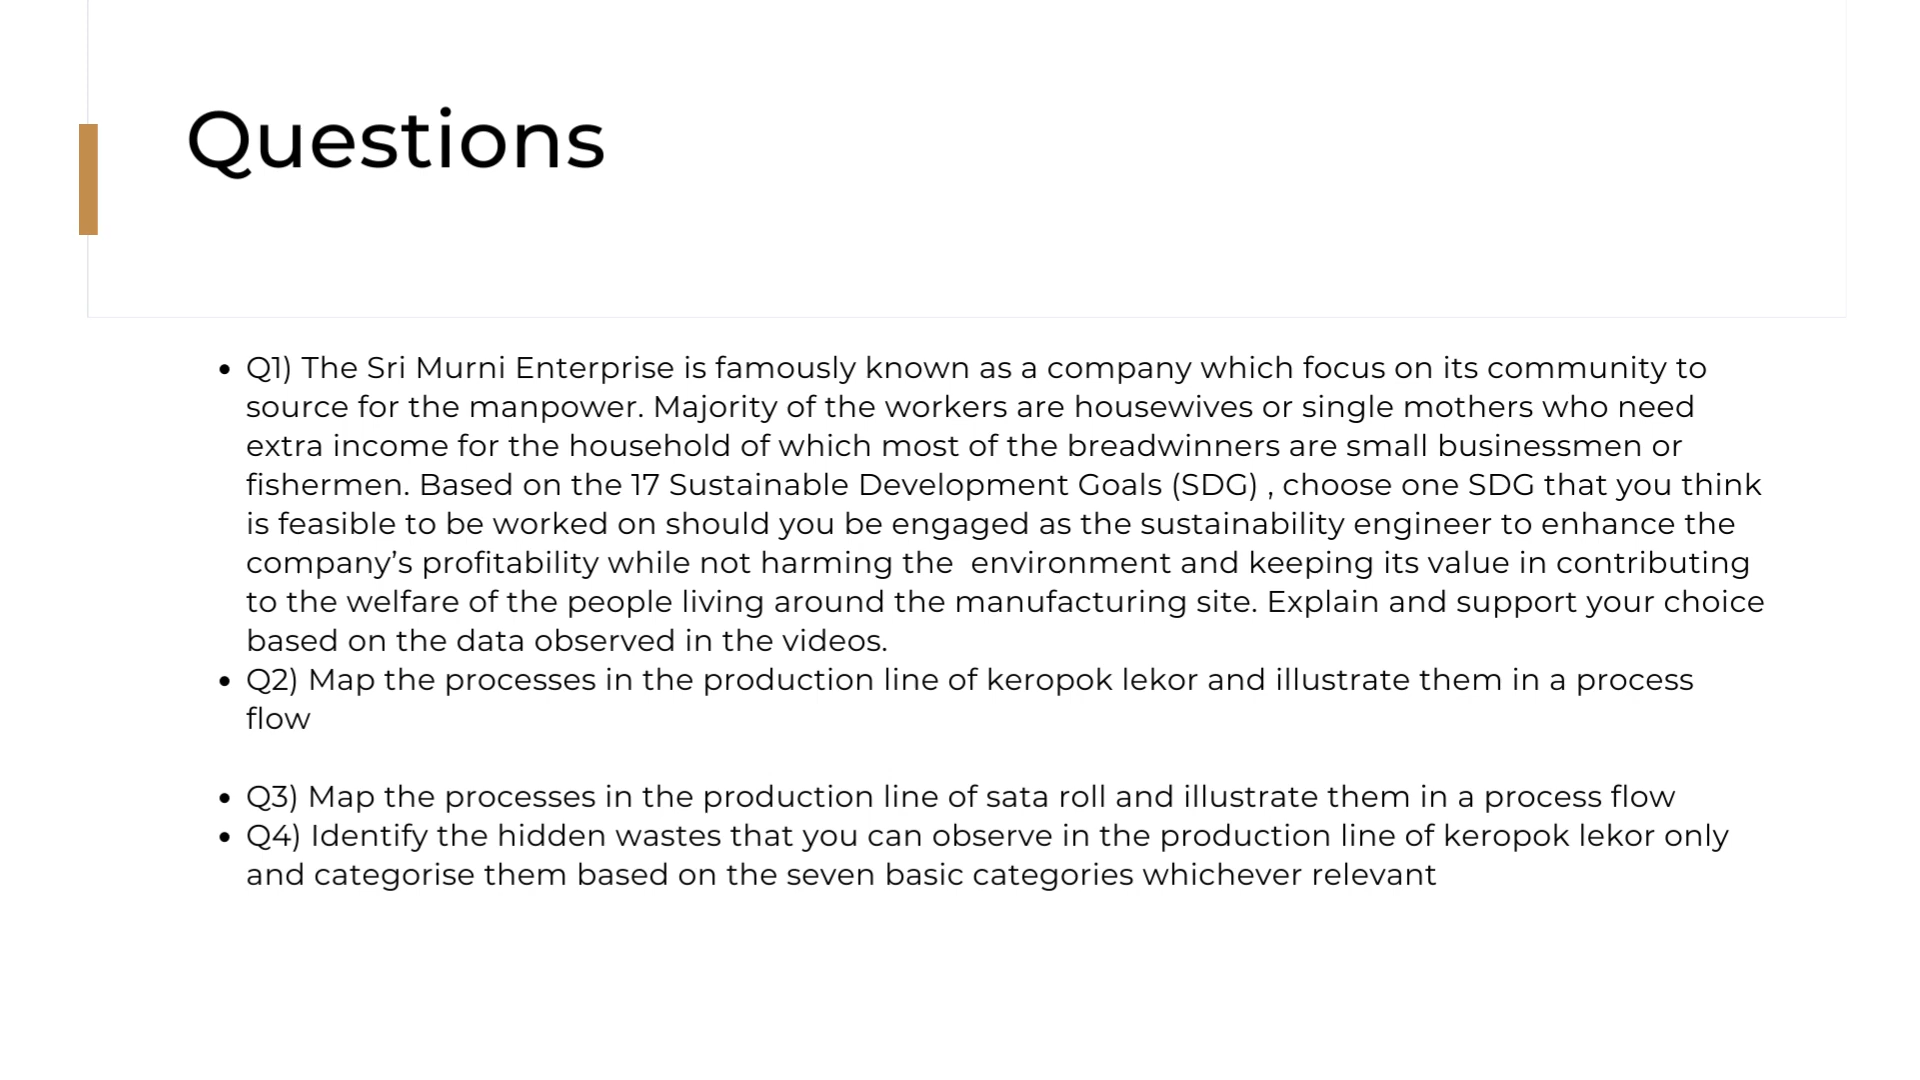 Questions
• Q1) The Sri Murni Enterprise is famously known as a company which focus on its community to
source for the manpower. Majority of the workers are housewives or single mothers who need
extra income for the household of which most of the breadwinners are small businessmen or
fishermen. Based on the 17 Sustainable Development Goals (SDG) , choose one SDG that you think
is feasible to be worked on should you be engaged as the sustainability engineer to enhance the
company’s profitability while not harming the  environment and keeping its value in contributing
to the welfare of the people living around the manufacturing site. Explain and support your choice
based on the data observed in the videos.
• Q2) Map the processes in the production line of keropok lekor and illustrate them in a process
flow
• Q3) Map the processes in the production line of sata roll and illustrate them in a process flow
• Q4) Identify the hidden wastes that you can observe in the production line of keropok lekor only
and categorise them based on the seven basic categories whichever relevant